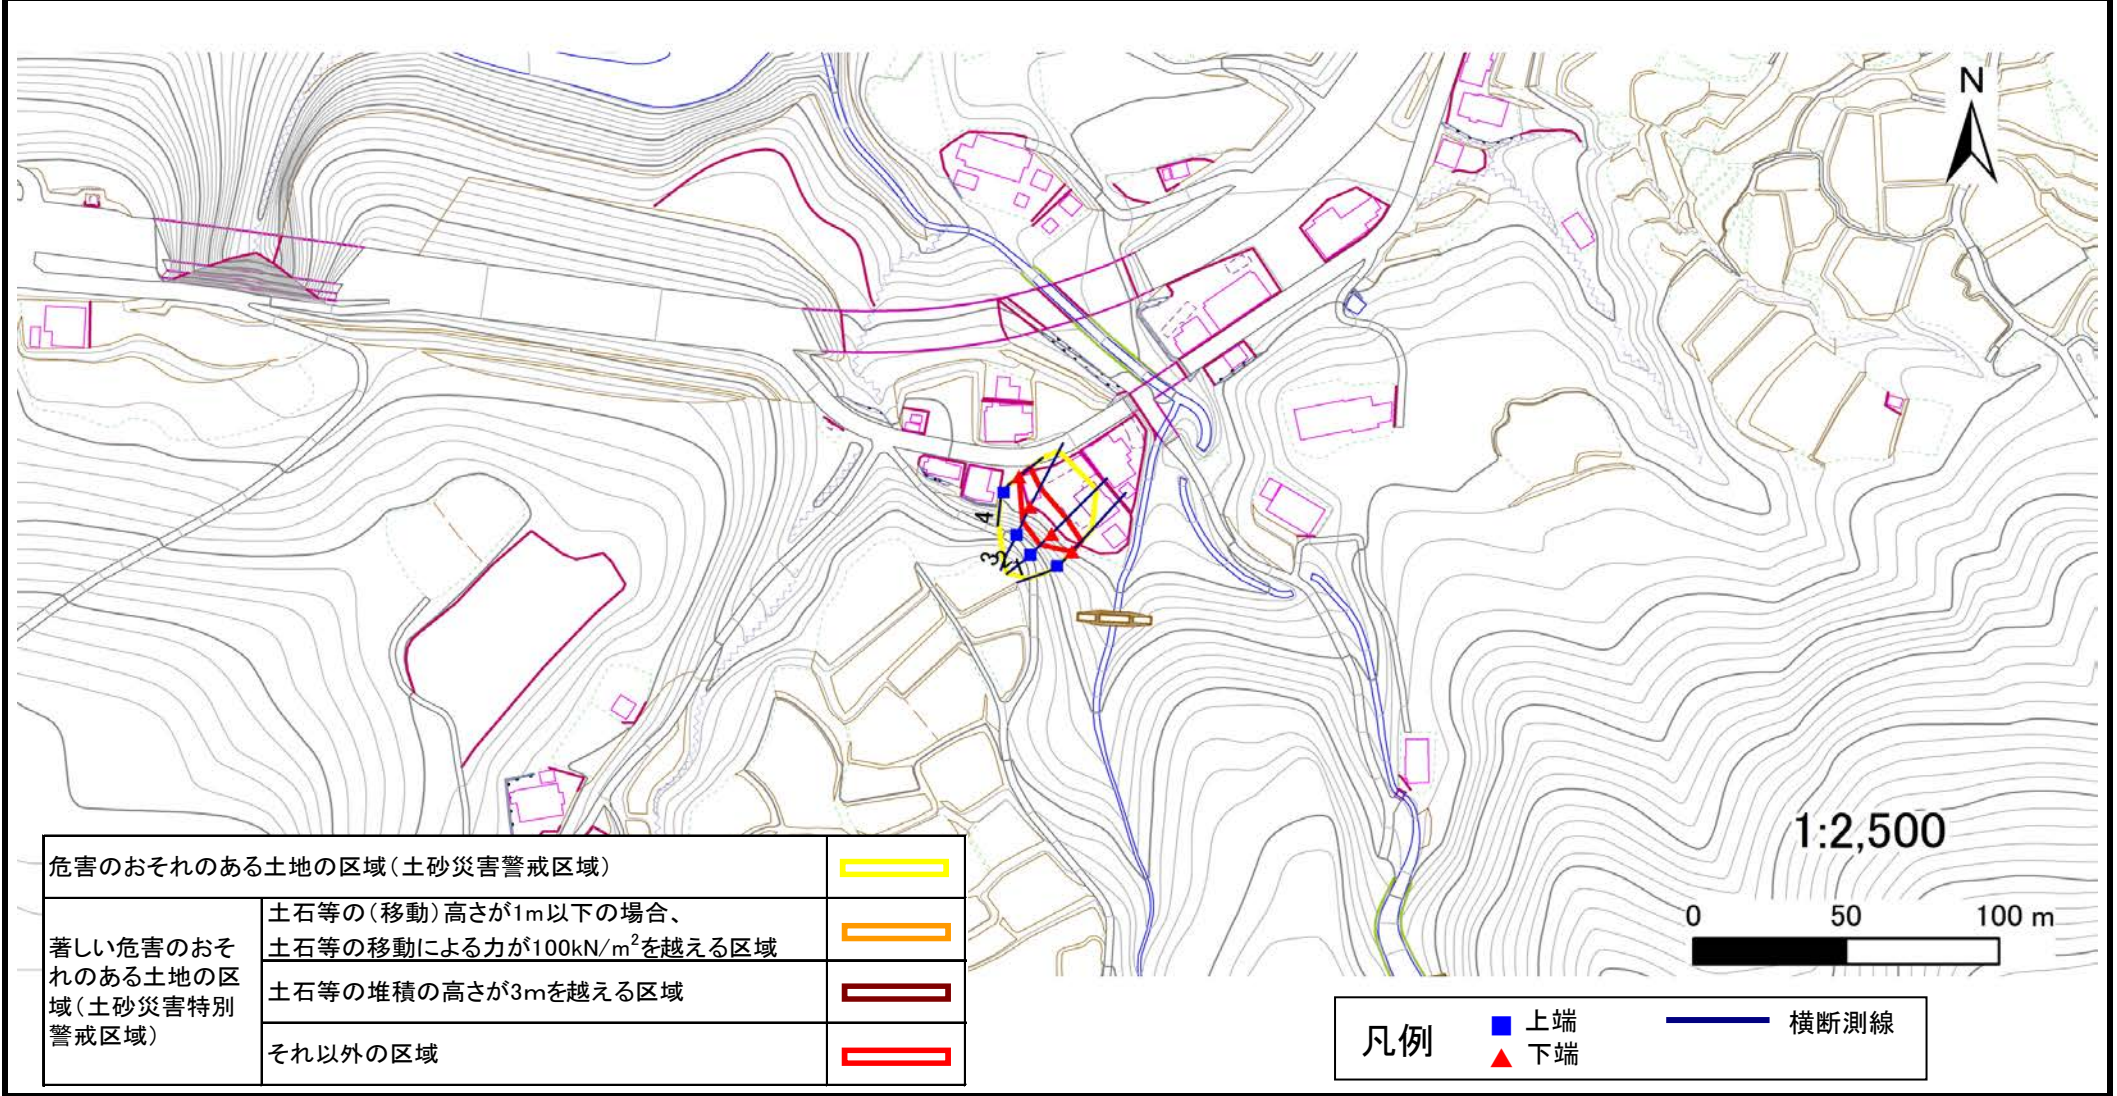 N
4
3
2
1
1:2,500
0 50 100 m
危害のおそれのある土地の区域(土砂災害警戒区域)
著しい危害のおそ
れのある土地の区
域(土砂災害特別
警戒区域)
土石等の(移動)高さが1m以下の場合、
土石等の移動による力が100kN/m²を越える区域
土石等の堆積の高さが3mを越える区域
それ以外の区域
凡例
上端
下端
横断測線